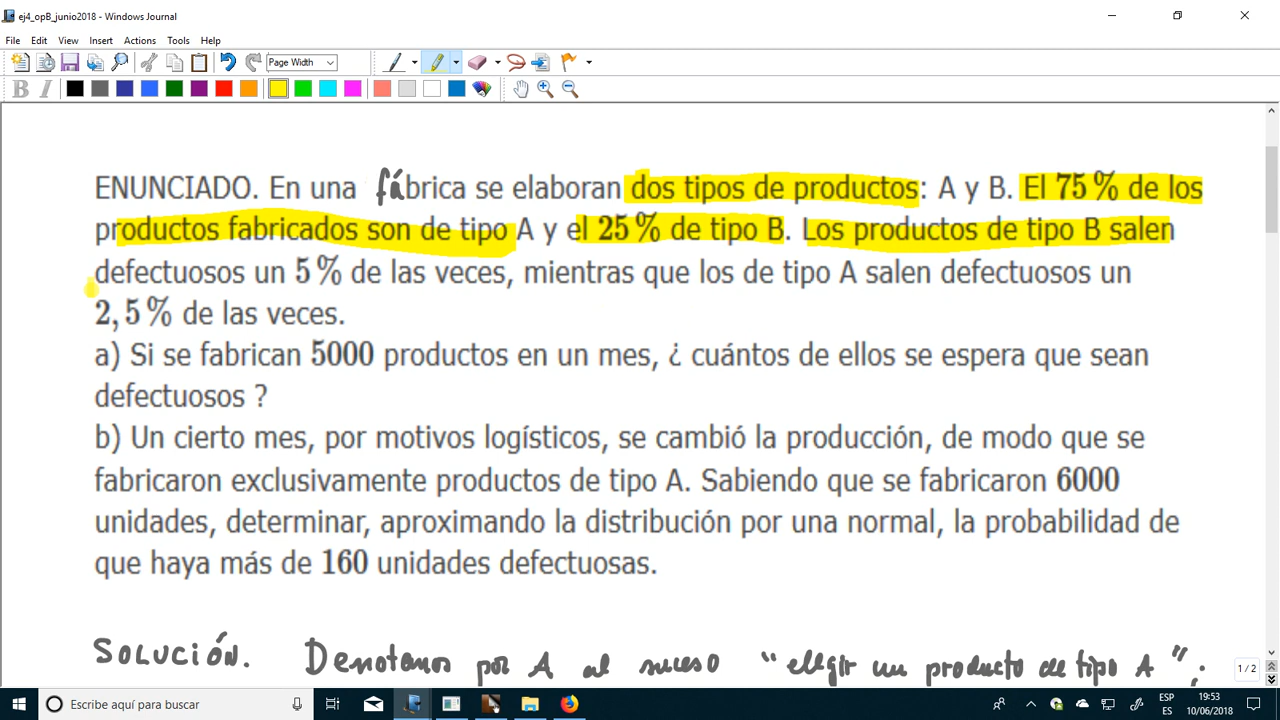 ej4_opB_junio2018 - Windows Journal
File Edit View Insert Actions Tools Help
Page Width
B I
ENUNCIADO. En una fábrica se elaboran dos tipos de productos: A y B. El 75 % de los
productos fabricados son de tipo A y el 25 % de tipo B. Los productos de tipo B salen
defectuosos un 5 % de las veces, mientras que los de tipo A salen defectuosos un
2, 5 % de las veces.
a) Si se fabrican 5000 productos en un mes, ¿ cuántos de ellos se espera que sean
defectuosos ?
b) Un cierto mes, por motivos logísticos, se cambió la producción, de modo que se
fabricaron exclusivamente productos de tipo A. Sabiendo que se fabricaron 6000
unidades, determinar, aproximando la distribución por una normal, la probabilidad de
que haya más de 160 unidades defectuosas.
SOLUCIÓN. Denotamos por A al suceso "elegir un producto de tipo A",
1 / 2
Escribe aquí para buscar
ESP 19:53
ES 10/06/2018